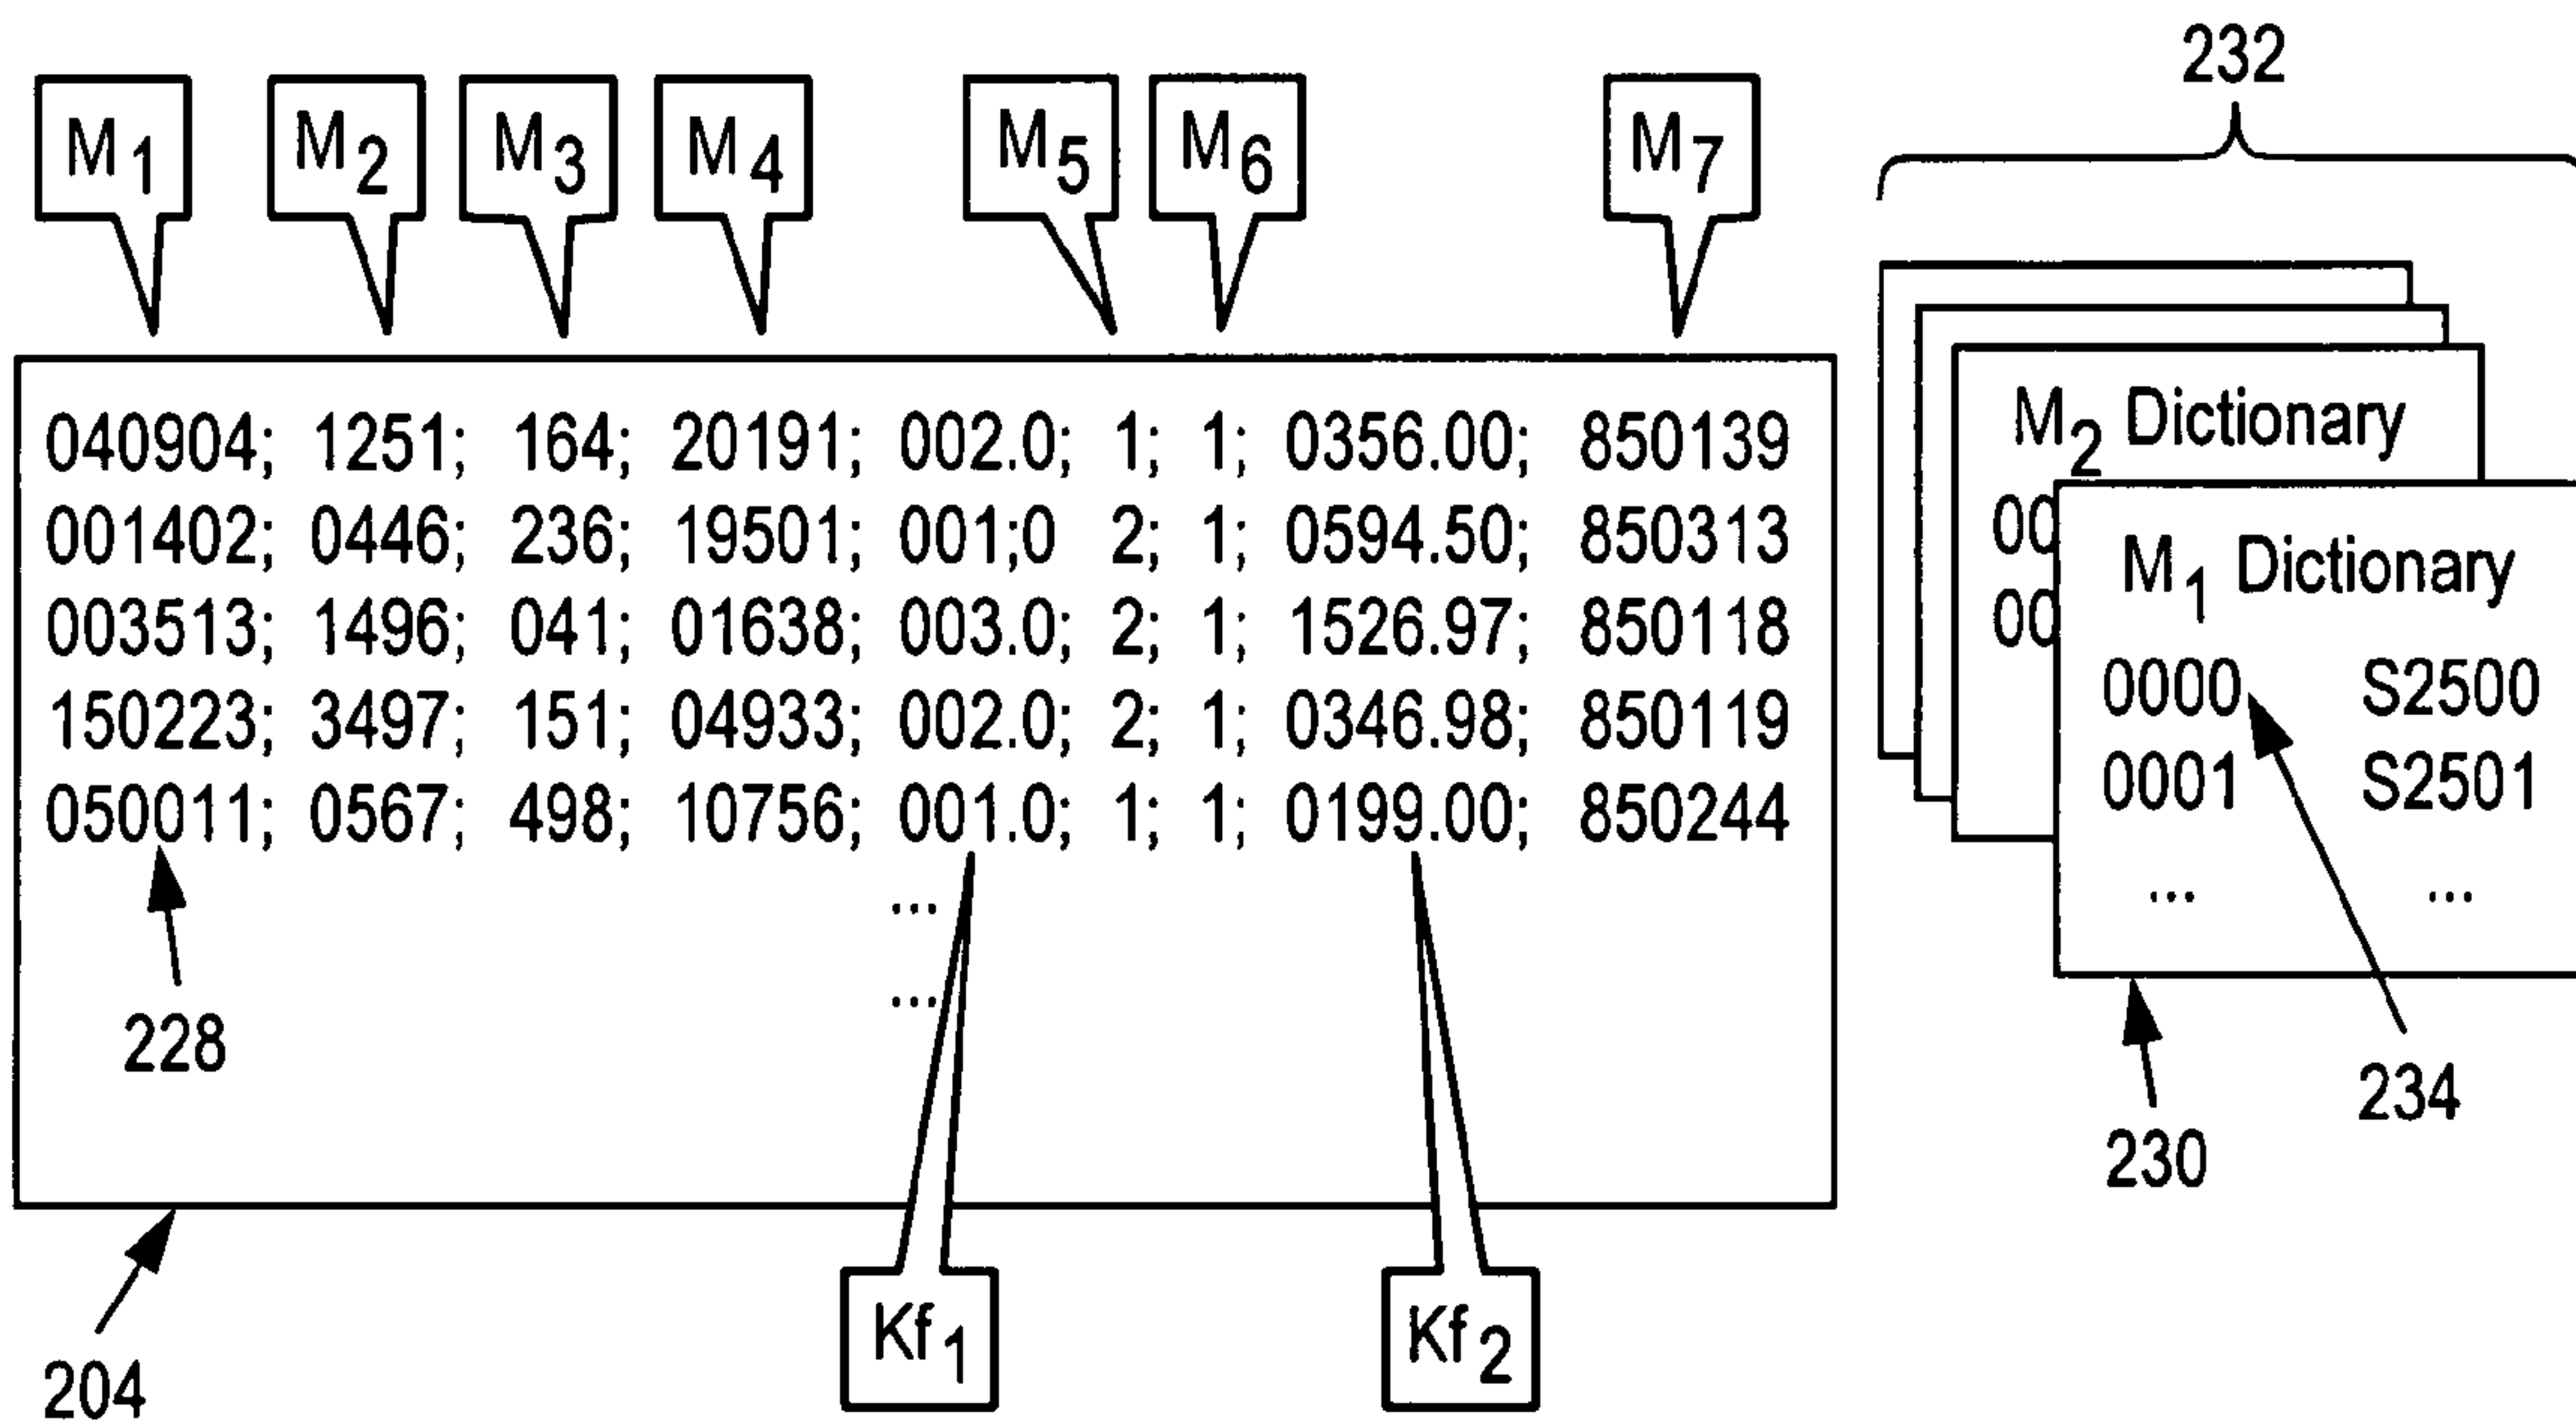 232
M1 M2 M3 M4 M5 M6 M7
040904; 1251; 164; 20191; 002.0; 1; 1; 0356.00; 850139
001402; 0446; 236; 19501; 001;0 2; 1; 0594.50; 850313
003513; 1496; 041; 01638; 003.0; 2; 1; 1526.97; 850118
150223; 3497; 151; 04933; 002.0; 2; 1; 0346.98; 850119
050011; 0567; 498; 10756; 001.0; 1; 1; 0199.00; 850244
...
...
228
204
Kf1
Kf2
M2 Dictionary
00
00
M1 Dictionary
0000 S2500
0001 S2501
... ...
234
230